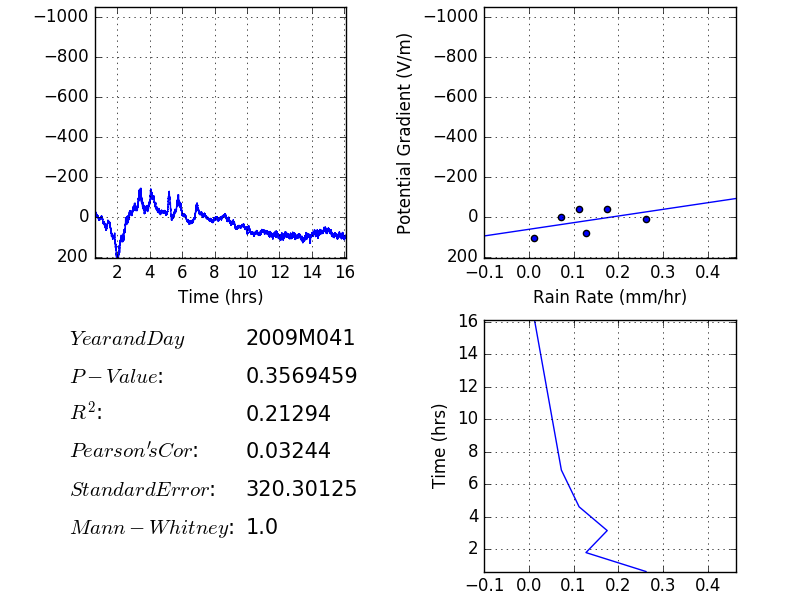 −1000
−800
−600
−400
−200
0
200
2 4 6 8 10 12 14 16
Time (hrs)
Potential Gradient (V/m)
−1000
−800
−600
−400
−200
0
200
−0.1 0.0 0.1 0.2 0.3 0.4
Rain Rate (mm/hr)
YearandDay 2009M041
P−Value: 0.3569459
R²: 0.21294
Pearson'sCor: 0.03244
StandardError: 320.30125
Mann−Whitney: 1.0
Time (hrs)
16
14
12
10
8
6
4
2
−0.1 0.0 0.1 0.2 0.3 0.4